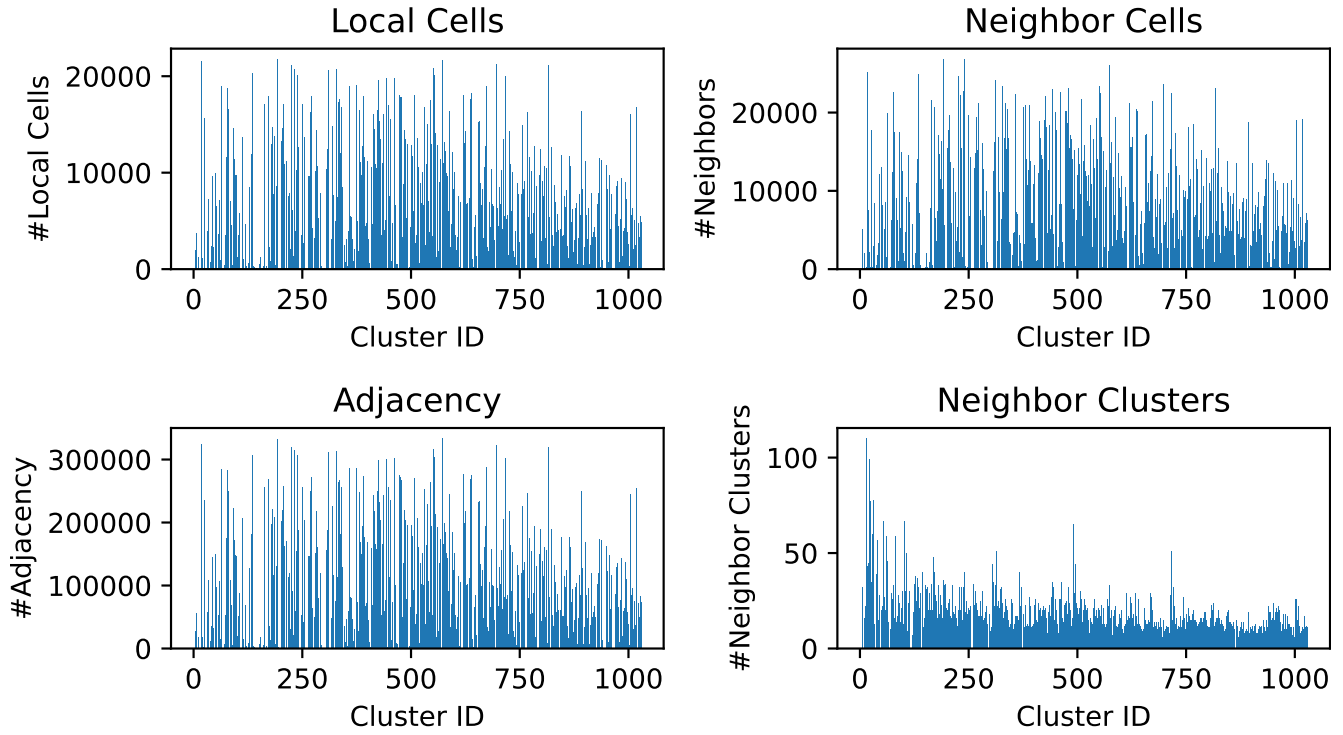 Local Cells
#Local Cells
20000
10000
0
0 250 500 750 1000
Cluster ID
Neighbor Cells
#Neighbors
20000
10000
0
0 250 500 750 1000
Cluster ID
Adjacency
#Adjacency
300000
200000
100000
0
0 250 500 750 1000
Cluster ID
Neighbor Clusters
#Neighbor Clusters
100
50
0
0 250 500 750 1000
Cluster ID